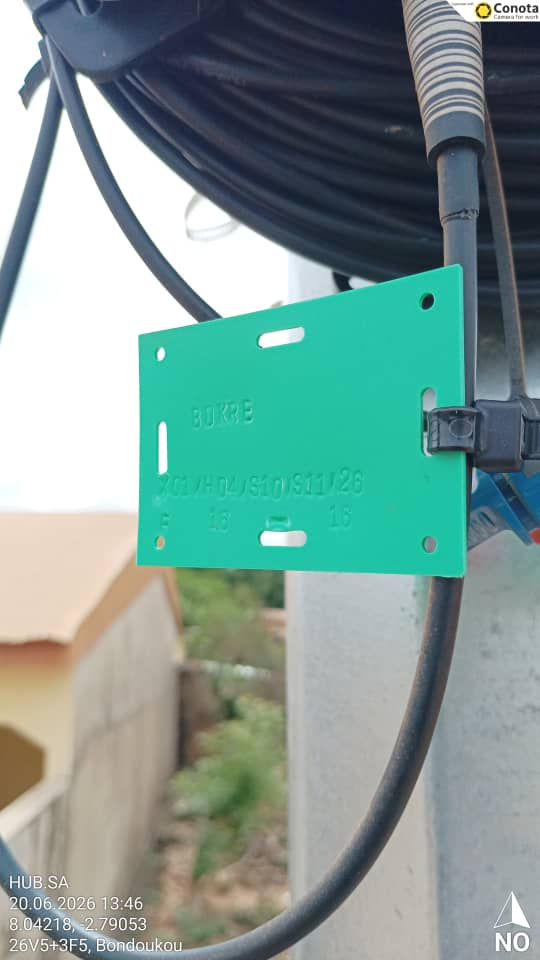 Conota
Camera for work
BOKRE
/H04/S10/S11/26
16
16
HUB.SA
20.06.2026 13:46
8.04218, -2.79053
26V5+3F5, Bondoukou
NO